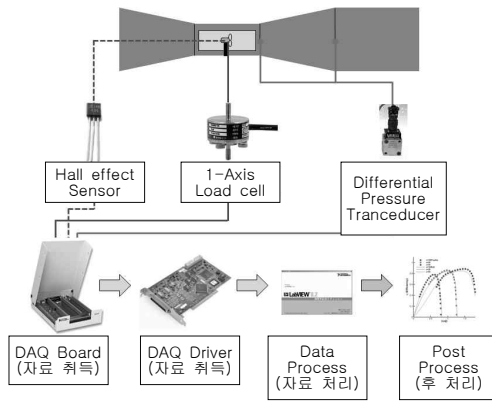 Hall effect
Sensor
1-Axis
Load cell
Differential
Pressure
Tranceducer
LabVIEW
DAQ Board
(자료 취득)
DAQ Driver
(자료 취득)
Data
Process
(자료 처리)
Post
Process
(후 처리)